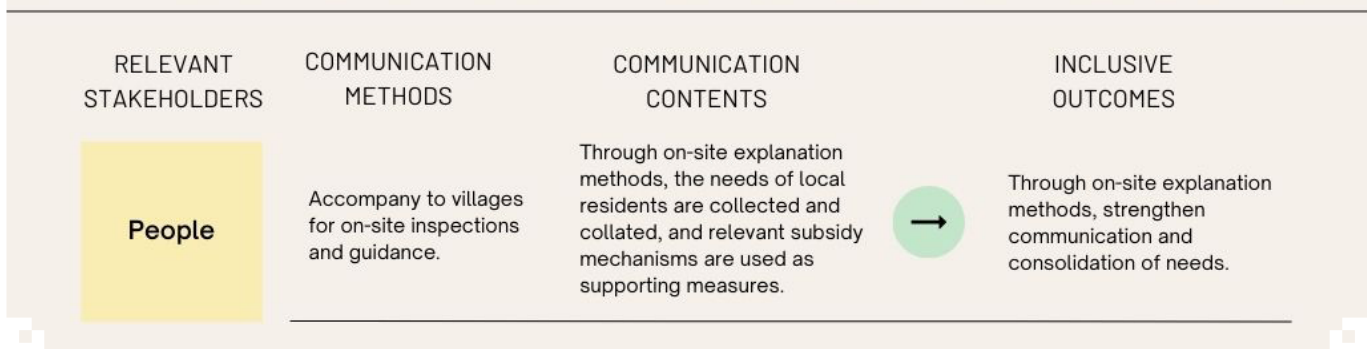 RELEVANT
STAKEHOLDERS
COMMUNICATION
METHODS
COMMUNICATION
CONTENTS
INCLUSIVE
OUTCOMES
People
Accompany to villages
for on-site inspections
and guidance.
Through on-site explanation
methods, the needs of local
residents are collected and
collated, and relevant subsidy
mechanisms are used as
supporting measures.
Through on-site explanation
methods, strengthen
communication and
consolidation of needs.